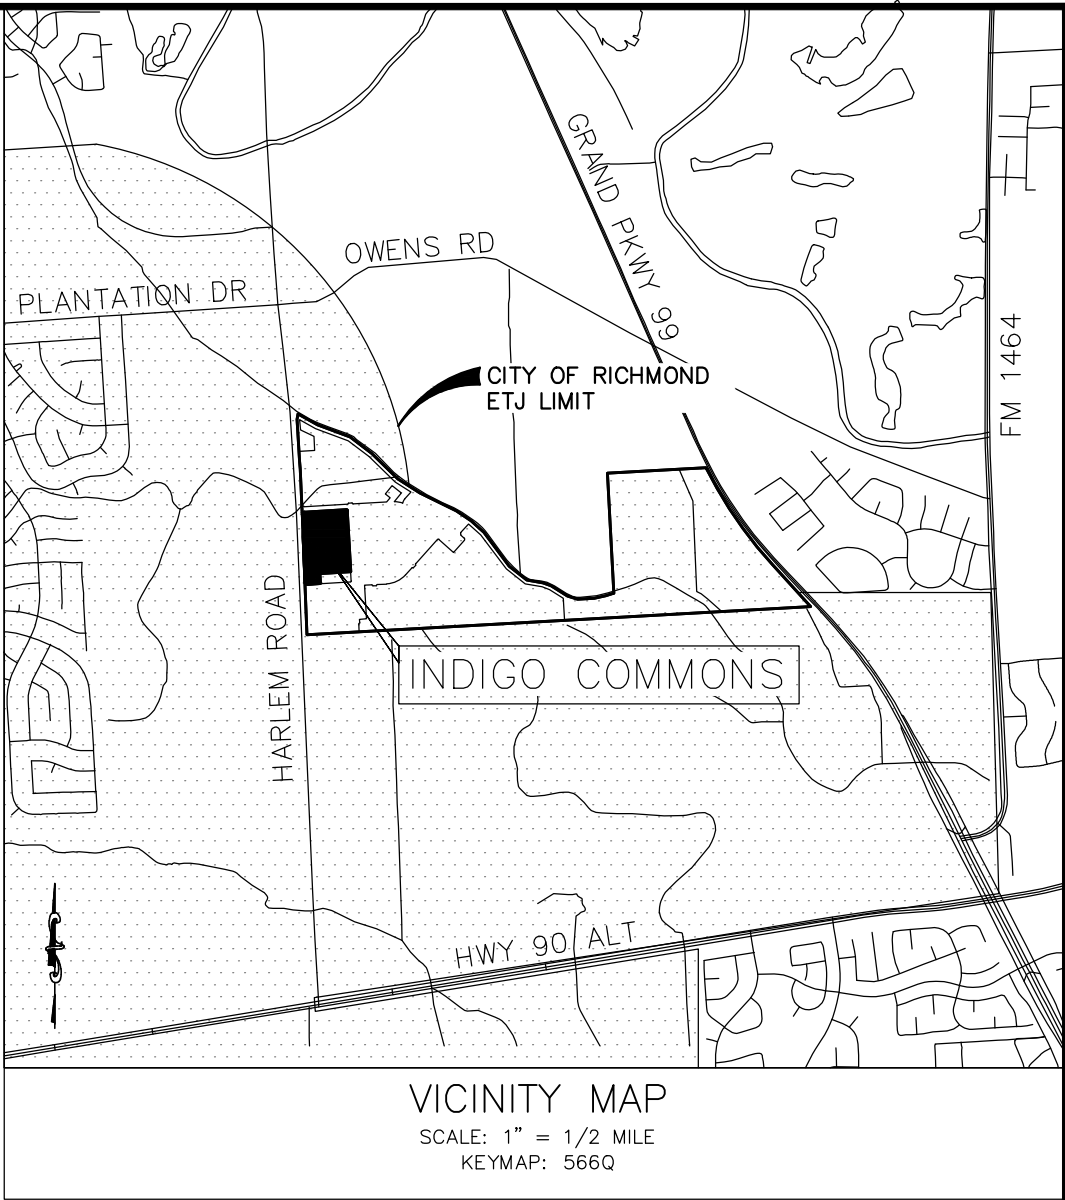 GRAND PKWY 99
OWENS RD
PLANTATION DR
FM 1464
CITY OF RICHMOND
ETJ LIMIT
HARLEM ROAD
INDIGO COMMONS
HWY 90 ALT
VICINITY MAP
SCALE: 1" = 1/2 MILE
KEYMAP: 566Q